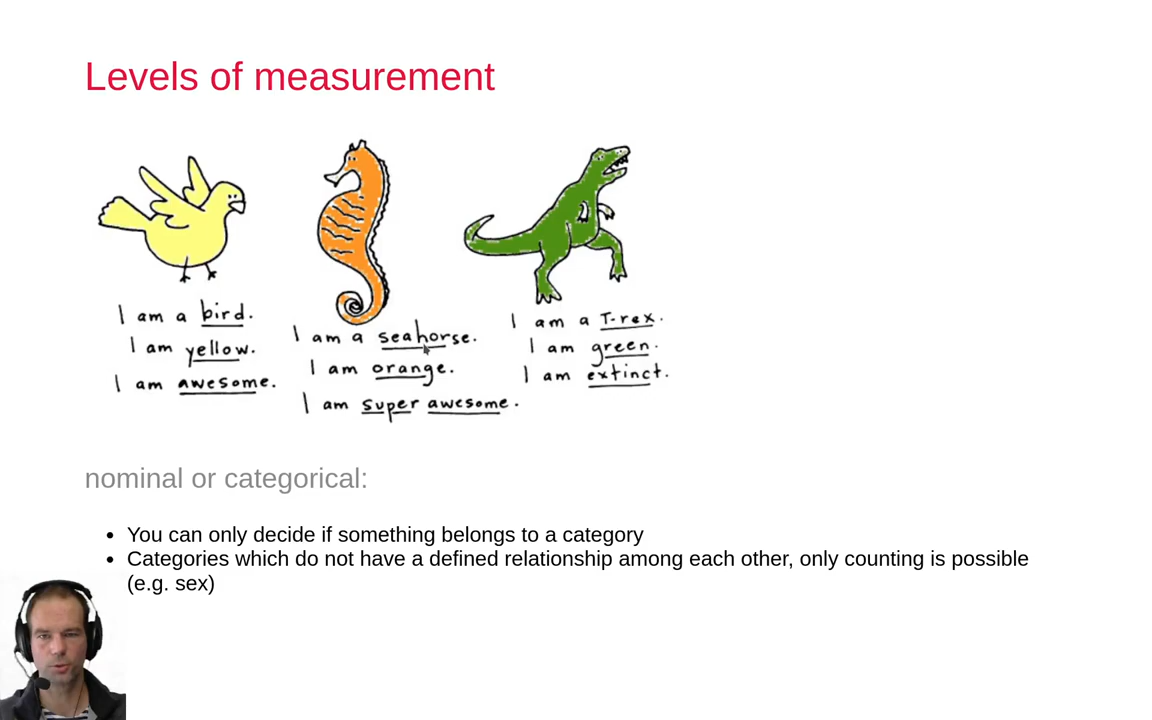 Levels of measurement
I am a bird.
I am yellow.
I am awesome.
I am a seahorse.
I am orange.
I am super awesome.
I am a T-rex.
I am green.
I am extinct.
nominal or categorical:
• You can only decide if something belongs to a category
• Categories which do not have a defined relationship among each other, only counting is possible
(e.g. sex)